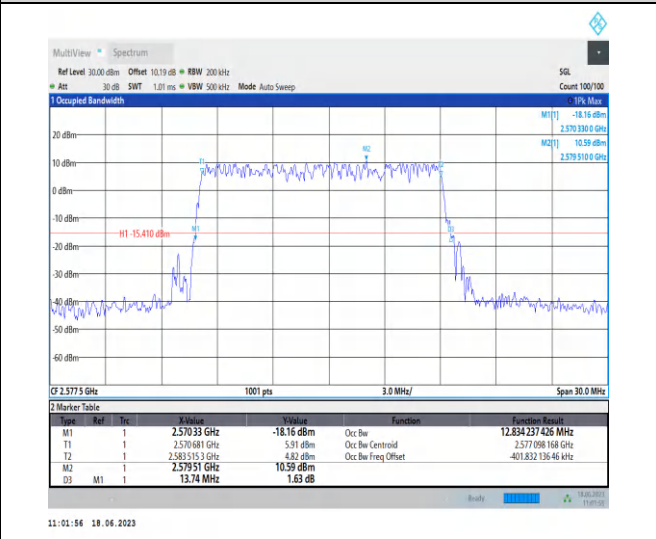 MultiView Spectrum
Ref Level 30.00 dBm Offset 10.19 dB RBW 200 kHz SGL
Att 30 dB SWT 1.01 ms VBW 500 kHz Mode Auto Sweep Count 100/100
1 Occupied Bandwidth 1Pk Max
M1[1] -18.16 dBm
2.570 330 0 GHz
M2[1] 10.59 dBm
2.579 510 0 GHz
20 dBm
M2
T1
10 dBm
0 dBm
-10 dBm
M1 D3
H1 -15.410 dBm
-20 dBm
-30 dBm
-40 dBm
-50 dBm
-60 dBm
CF 2.577 5 GHz 1001 pts 3.0 MHz/ Span 30.0 MHz
2 Marker Table
Type Ref Trc X-Value Y-Value Function Function Result
M1 1 2.570 33 GHz -18.16 dBm Occ Bw 12.834 237 426 MHz
T1 1 2.570 681 GHz 5.91 dBm Occ Bw Centroid 2.577 098 168 GHz
T2 1 2.583 515 3 GHz 4.82 dBm Occ Bw Freq Offset -401.832 136 46 kHz
M2 1 2.579 51 GHz 10.59 dBm
D3 M1 1 13.74 MHz 1.63 dB
Ready 18.06.2023
11:01:56
11:01:56 18.06.2023